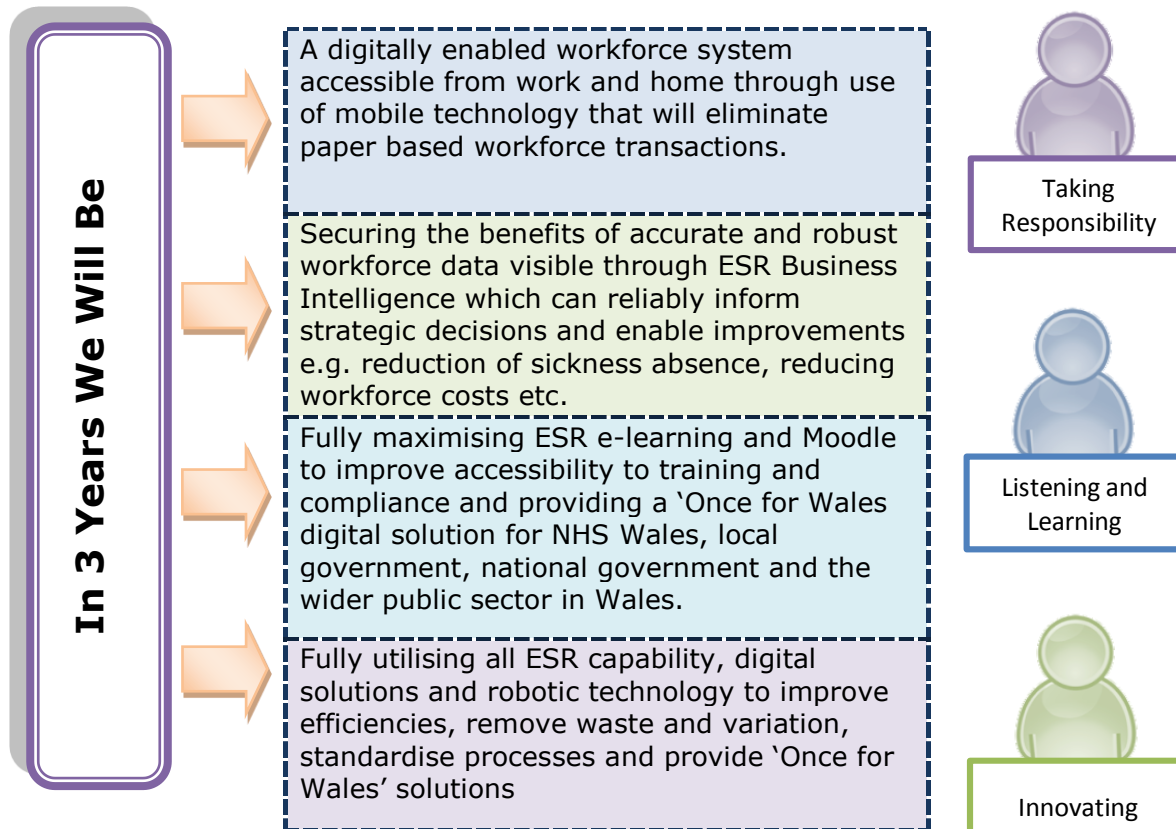 In 3 Years We Will Be
A digitally enabled workforce system
accessible from work and home through use
of mobile technology that will eliminate
paper based workforce transactions.
Securing the benefits of accurate and robust
workforce data visible through ESR Business
Intelligence which can reliably inform
strategic decisions and enable improvements
e.g. reduction of sickness absence, reducing
workforce costs etc.
Fully maximising ESR e-learning and Moodle
to improve accessibility to training and
compliance and providing a ‘Once for Wales
digital solution for NHS Wales, local
government, national government and the
wider public sector in Wales.
Fully utilising all ESR capability, digital
solutions and robotic technology to improve
efficiencies, remove waste and variation,
standardise processes and provide ‘Once for
Wales’ solutions
Taking
Responsibility
Listening and
Learning
Innovating